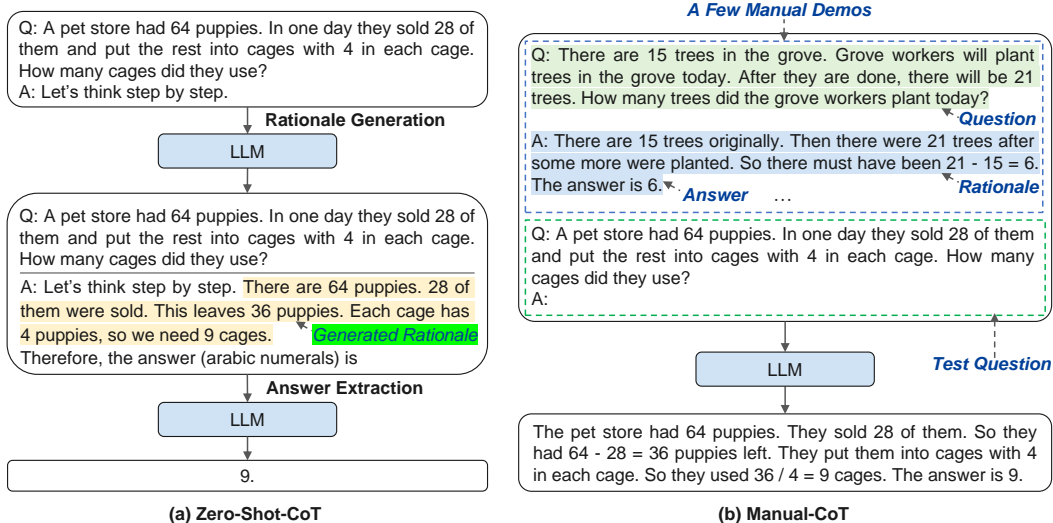 Q: A pet store had 64 puppies. In one day they sold 28 of
them and put the rest into cages with 4 in each cage.
How many cages did they use?
A: Let's think step by step.
Rationale Generation
LLM
Q: A pet store had 64 puppies. In one day they sold 28 of
them and put the rest into cages with 4 in each cage.
How many cages did they use?
A: Let's think step by step. There are 64 puppies. 28 of
them were sold. This leaves 36 puppies. Each cage has
4 puppies, so we need 9 cages.
Generated Rationale
Therefore, the answer (arabic numerals) is
Answer Extraction
LLM
9.
(a) Zero-Shot-CoT
A Few Manual Demos
Q: There are 15 trees in the grove. Grove workers will plant
trees in the grove today. After they are done, there will be 21
trees. How many trees did the grove workers plant today?
Question
A: There are 15 trees originally. Then there were 21 trees after
some more were planted. So there must have been 21 - 15 = 6.
The answer is 6.
Answer
...
Rationale
Q: A pet store had 64 puppies. In one day they sold 28 of them
and put the rest into cages with 4 in each cage. How many
cages did they use?
A:
LLM
Test Question
The pet store had 64 puppies. They sold 28 of them. So they
had 64 - 28 = 36 puppies left. They put them into cages with 4
in each cage. So they used 36 / 4 = 9 cages. The answer is 9.
(b) Manual-CoT